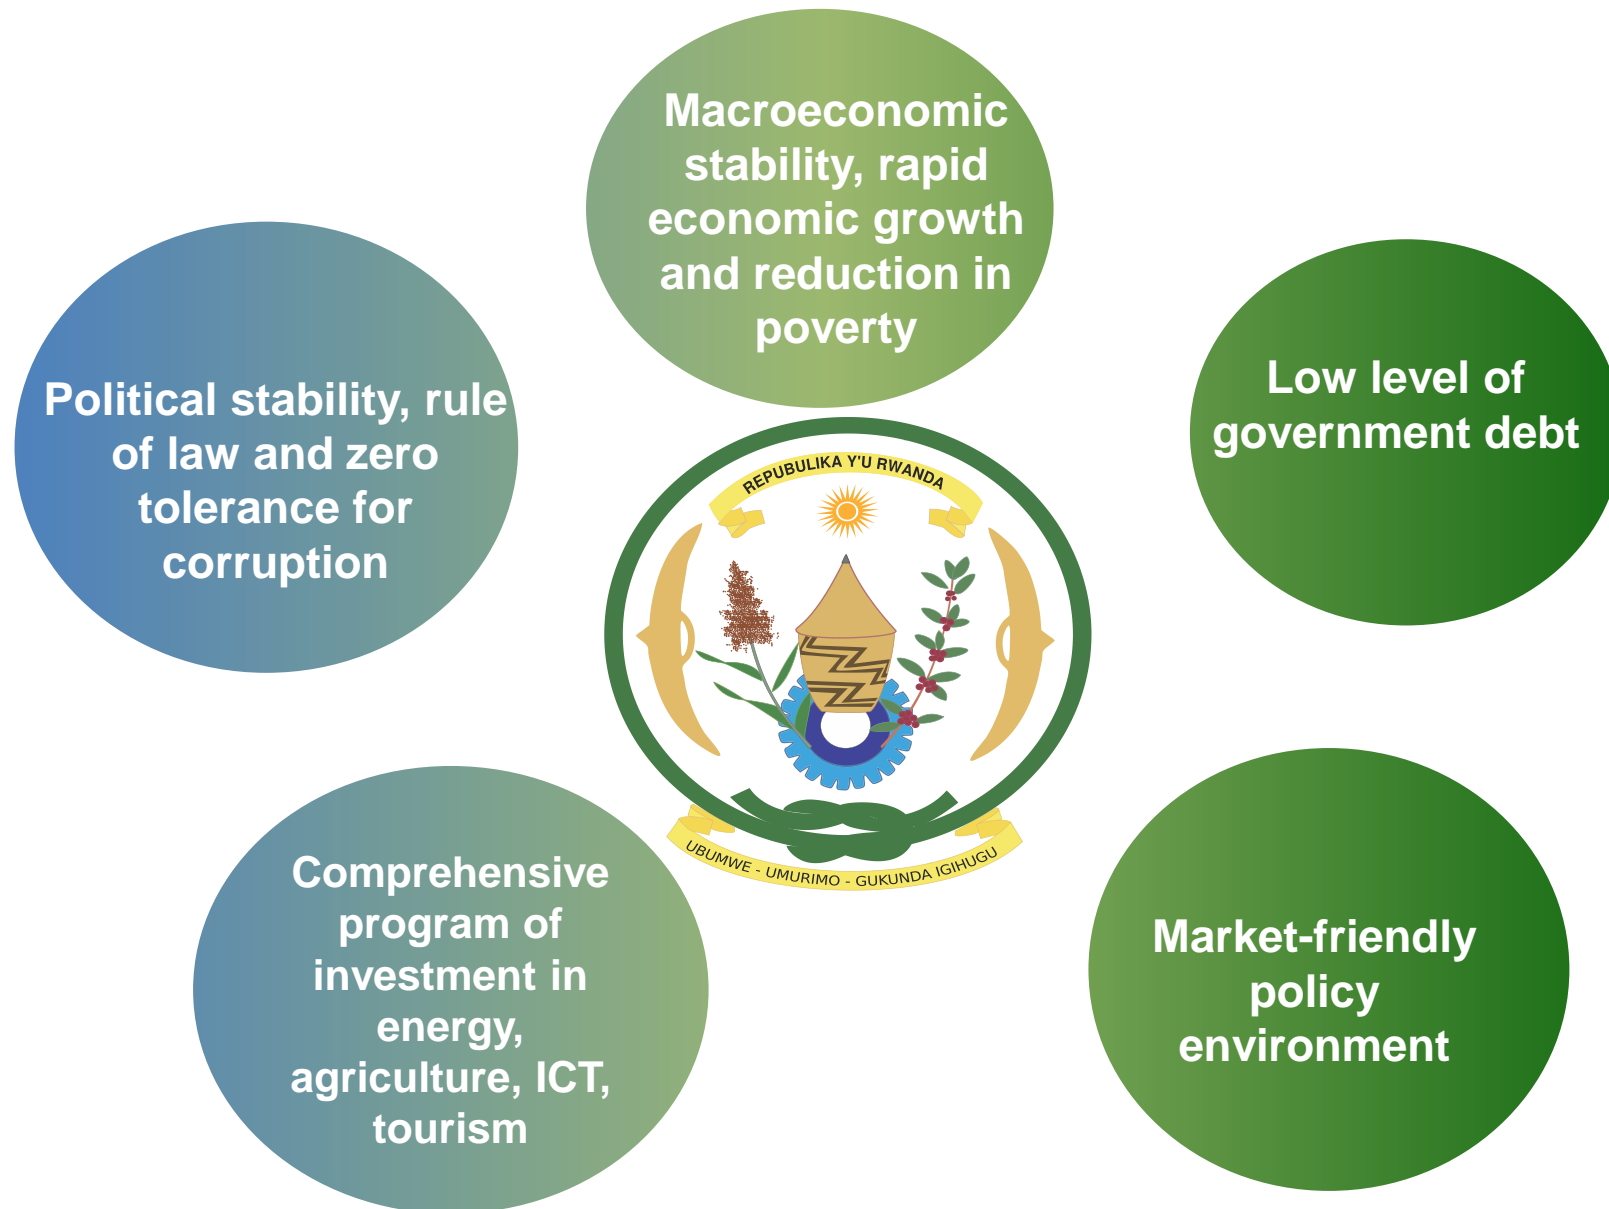 Macroeconomic
stability, rapid
economic growth
and reduction in
poverty
Political stability, rule
of law and zero
tolerance for
corruption
Low level of
government debt
REPUBULIKA Y'U RWANDA
UBUMWE - UMURIMO - GUKUNDA IGIHUGU
Comprehensive
program of
investment in
energy,
agriculture, ICT,
tourism
Market-friendly
policy
environment